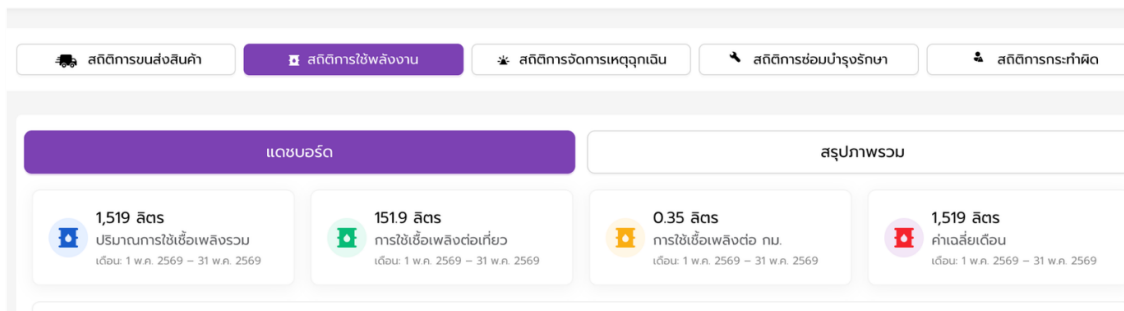 สถิติการขนส่งสินค้า
สถิติการใช้พลังงาน
สถิติการจัดการเหตุฉุกเฉิน
สถิติการซ่อมบำรุงรักษา
สถิติการกระทำผิด
แดชบอร์ด
สรุปภาพรวม
1,519 ลิตร
ปริมาณการใช้เชื้อเพลิงรวม
เดือน: 1 พ.ค. 2569 – 31 พ.ค. 2569
151.9 ลิตร
การใช้เชื้อเพลิงต่อเที่ยว
เดือน: 1 พ.ค. 2569 – 31 พ.ค. 2569
0.35 ลิตร
การใช้เชื้อเพลิงต่อ กม.
เดือน: 1 พ.ค. 2569 – 31 พ.ค. 2569
1,519 ลิตร
ค่าเฉลี่ยเดือน
เดือน: 1 พ.ค. 2569 – 31 พ.ค. 2569